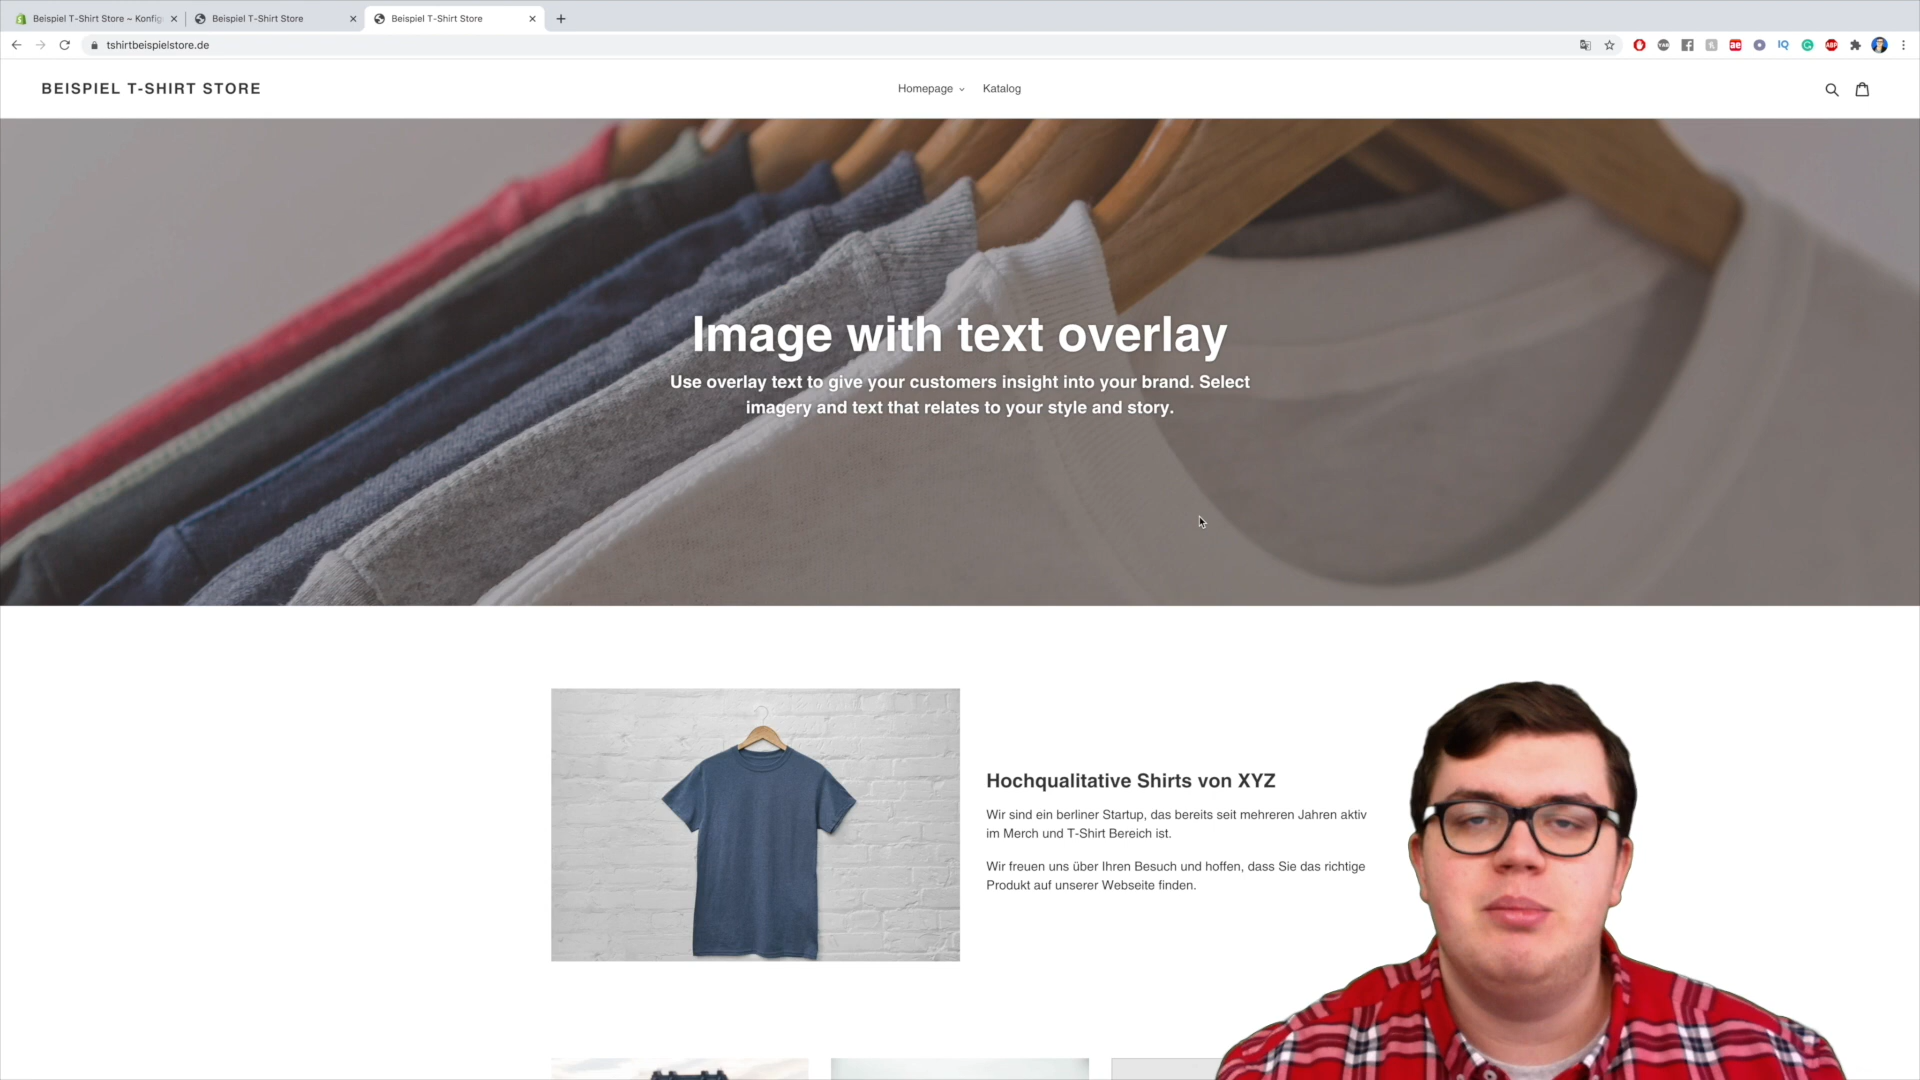 Beispiel T-Shirt Store ~ Konfig
Beispiel T-Shirt Store
Beispiel T-Shirt Store
tshirtbeispielstore.de
IQ
ABP
BEISPIEL T-SHIRT STORE
Homepage
Katalog
Image with text overlay
Use overlay text to give your customers insight into your brand. Select
imagery and text that relates to your style and story.
Hochqualitative Shirts von XYZ
Wir sind ein berliner Startup, das bereits seit mehreren Jahren aktiv
im Merch und T-Shirt Bereich ist.
Wir freuen uns über Ihren Besuch und hoffen, dass Sie das richtige
Produkt auf unserer Webseite finden.